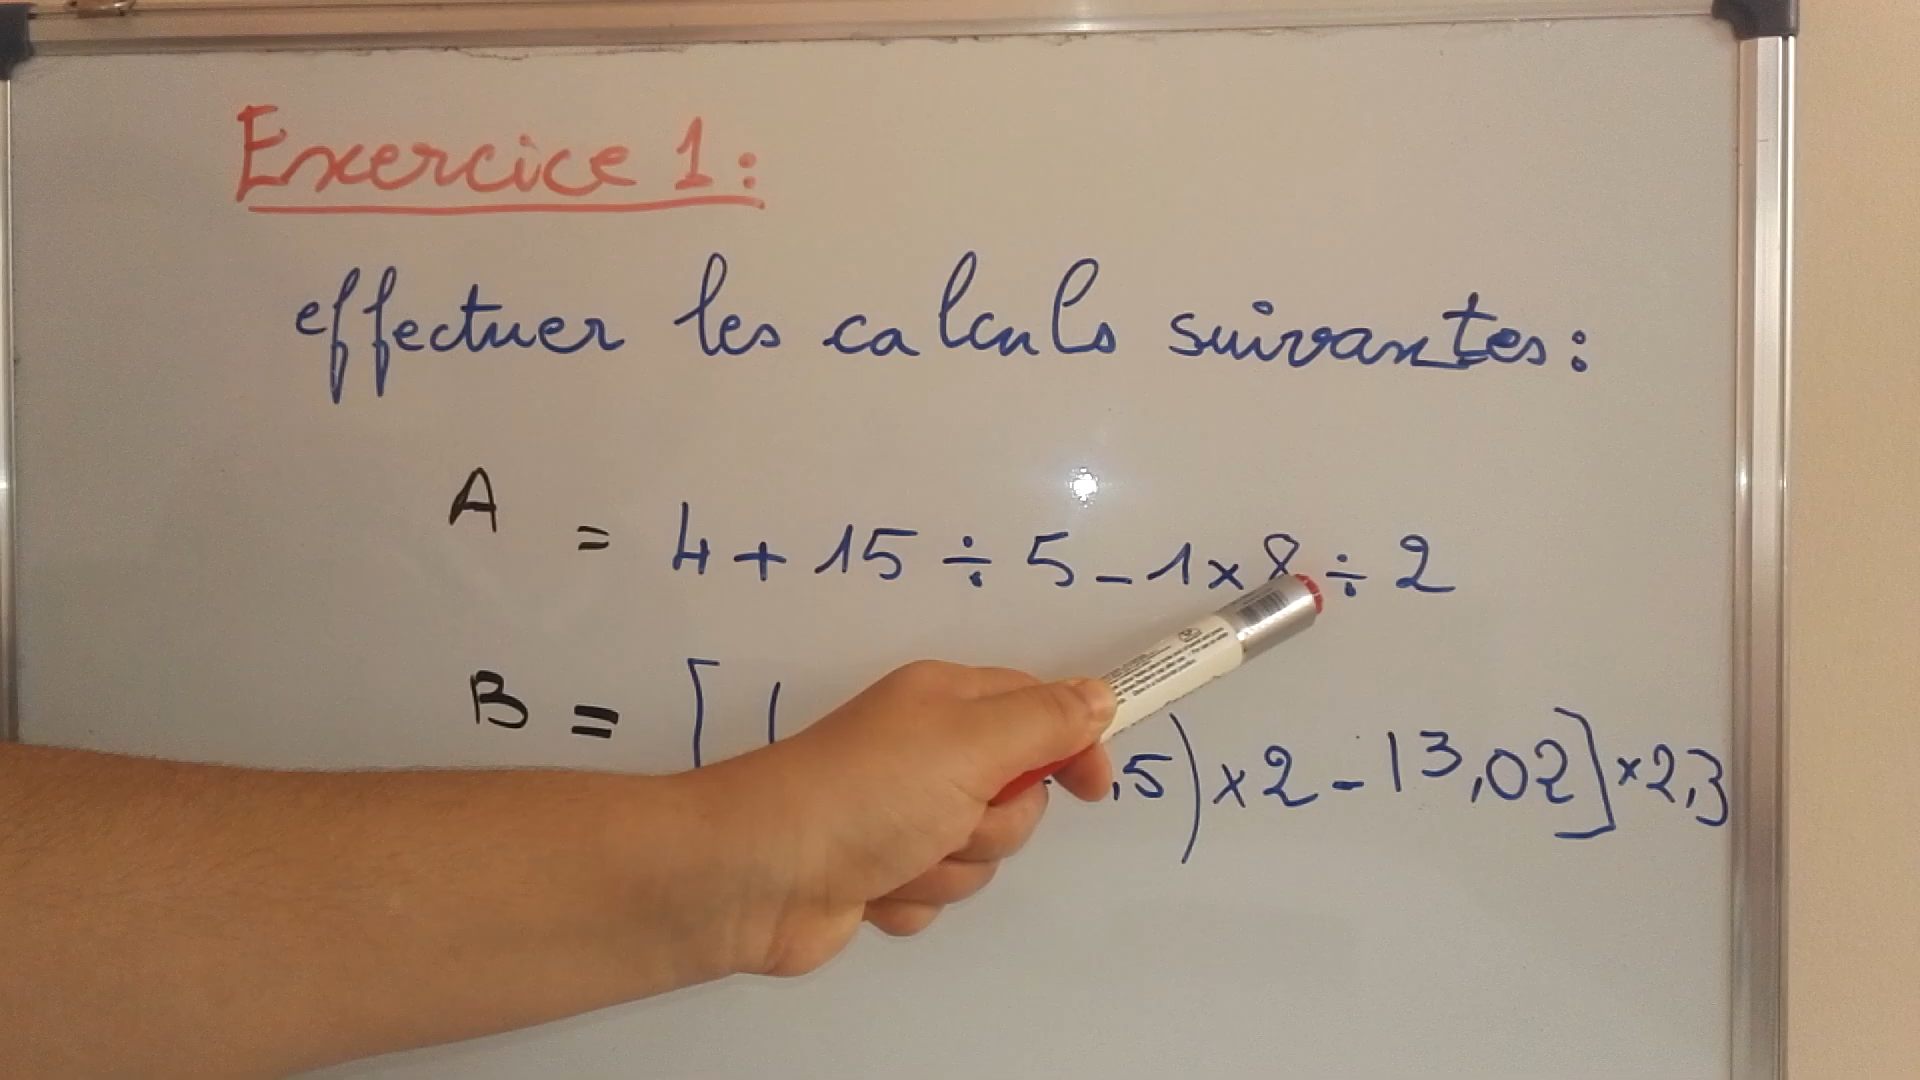 Exercice 1:
effectuer les calculs suivantes:
A = 4 + 15 ÷ 5 - 1 × 8 ÷ 2
B = [ ( ,5) × 2 - 13,02] × 2,3